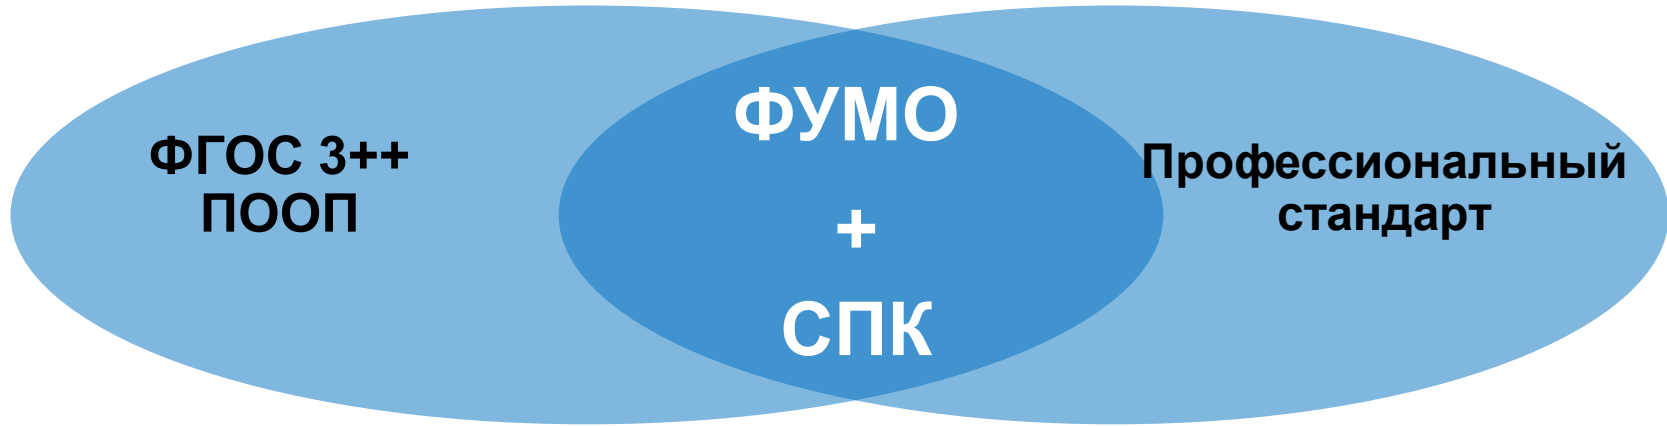 ФГОС 3++
ПООП
ФУМО
+
СПК
Профессиональный
стандарт